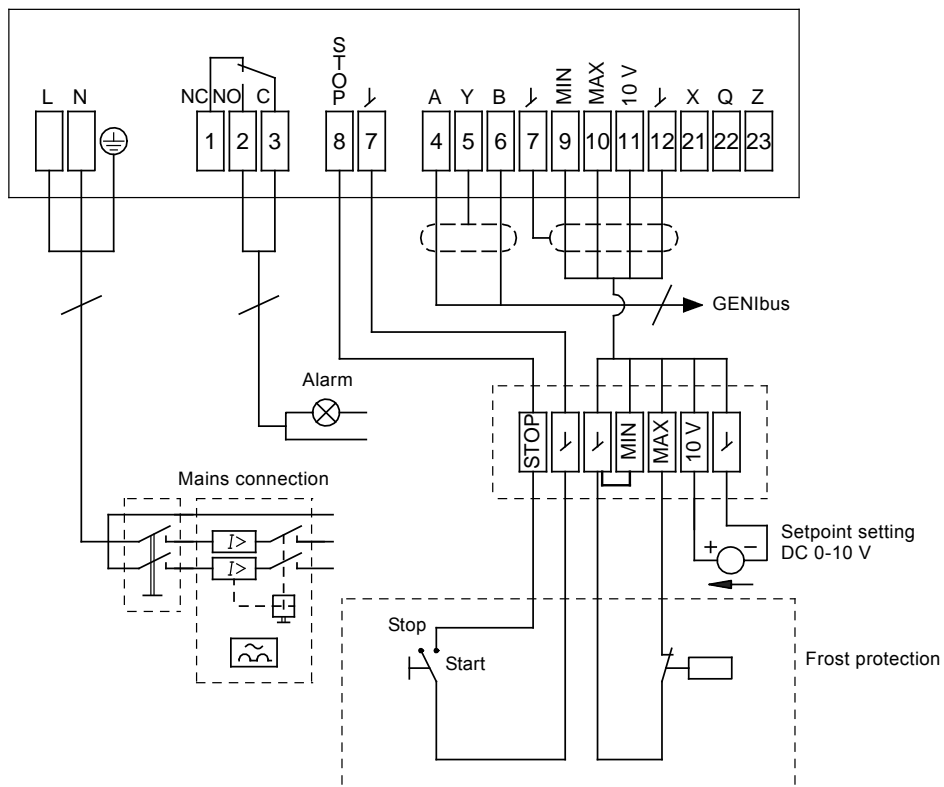 STOP
MIN
MAX
10 V
L N
NC NO C
A Y B
X Q Z
1 2 3
8 7
4 5 6 7 9 10 11 12 21 22 23
GENIbus
Alarm
STOP
MIN
MAX
10 V
Mains connection
I>
I>
+ −
Setpoint setting
DC 0-10 V
Stop
Start
Frost protection